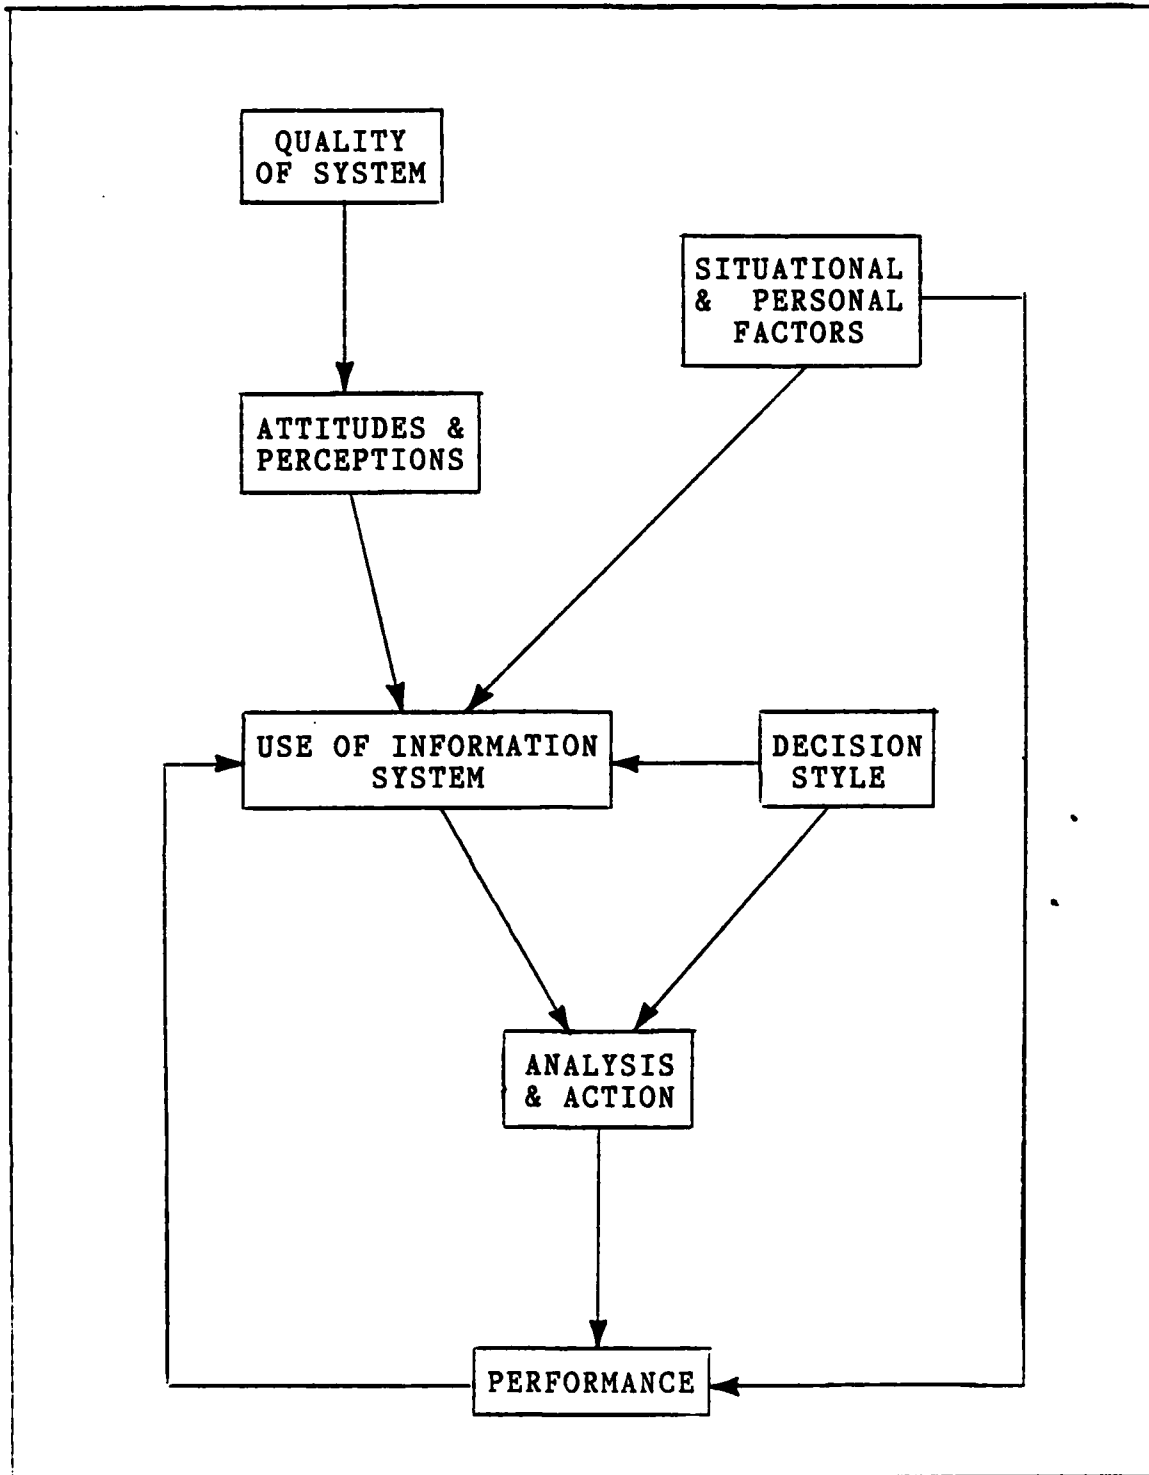 QUALITY
OF SYSTEM
SITUATIONAL
& PERSONAL
FACTORS
ATTITUDES &
PERCEPTIONS
USE OF INFORMATION
SYSTEM
DECISION
STYLE
ANALYSIS
& ACTION
PERFORMANCE